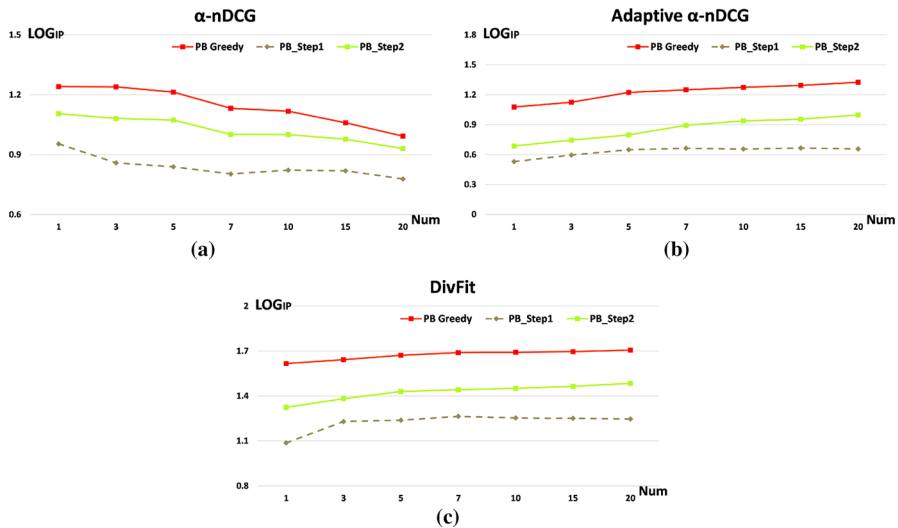 α-nDCG
1.5
LOGIP
PB Greedy PB_Step1 PB_Step2
1.2
0.9
0.6
Num
1 3 5 7 10 15 20
(a)
Adaptive α-nDCG
1.8
LOGIP
PB Greedy PB_Step1 PB_Step2
1.5
1.2
0.9
0.6
0.3
0
Num
1 3 5 7 10 15 20
(b)
DivFit
2
LOGIP
PB Greedy PB_Step1 PB_Step2
1.7
1.4
1.1
0.8
Num
1 3 5 7 10 15 20
(c)